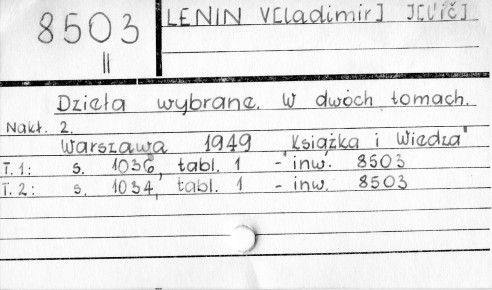 8503
II
LENIN V[ladimir] I[l'ič]
Dzieła wybrane. W dwóch tomach.
Nakł. 2.
Warszawa 1949 "Książka i Wiedza"
T. 1: s. 1036, tabl. 1 - inw. 8503
T. 2: s. 1034, tabl. 1 - inw. 8503